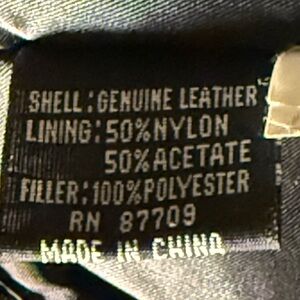 SHELL: GENUINE LEATHER
LINING: 50%NYLON
50%ACETATE
FILLER: 100%POLYESTER
RN 87709
MADE IN CHINA